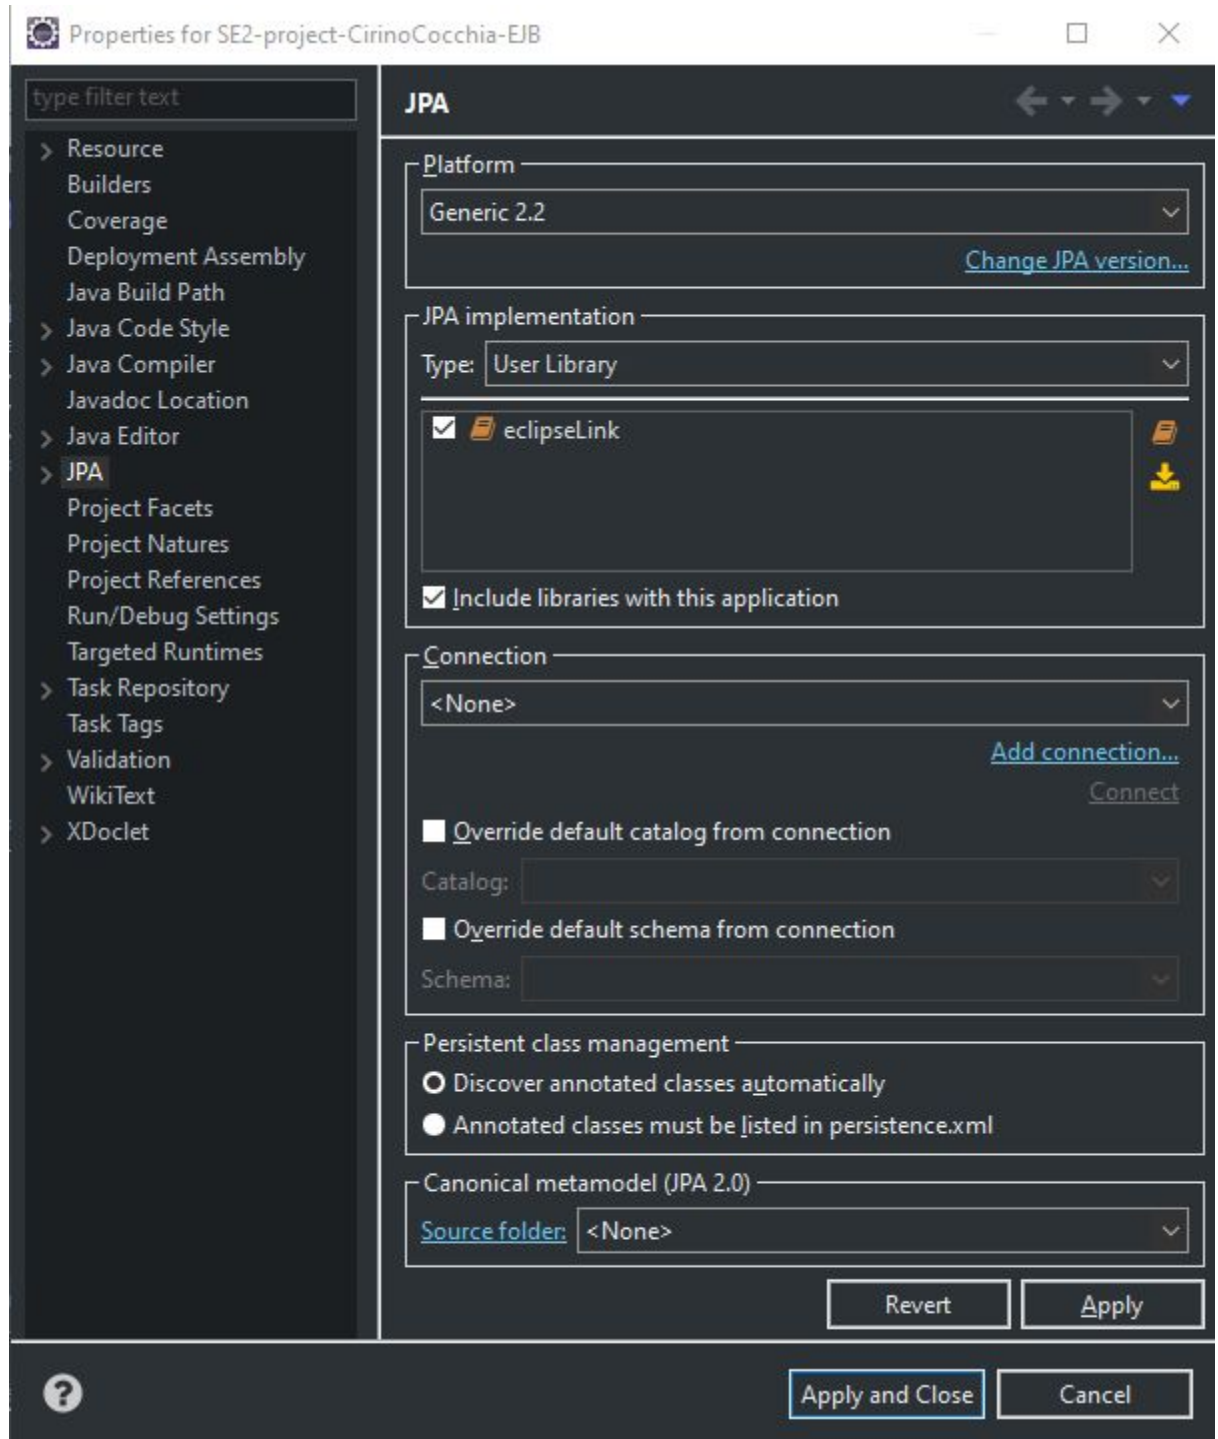 Properties for SE2-project-CirinoCocchia-EJB
type filter text
Resource
Builders
Coverage
Deployment Assembly
Java Build Path
Java Code Style
Java Compiler
Javadoc Location
Java Editor
JPA
Project Facets
Project Natures
Project References
Run/Debug Settings
Targeted Runtimes
Task Repository
Task Tags
Validation
WikiText
XDoclet
JPA
Platform
Generic 2.2
Change JPA version...
JPA implementation
Type: User Library
eclipseLink
Include libraries with this application
Connection
<None>
Add connection...
Connect
Override default catalog from connection
Catalog:
Override default schema from connection
Schema:
Persistent class management
Discover annotated classes automatically
Annotated classes must be listed in persistence.xml
Canonical metamodel (JPA 2.0)
Source folder: <None>
Revert Apply
? Apply and Close Cancel